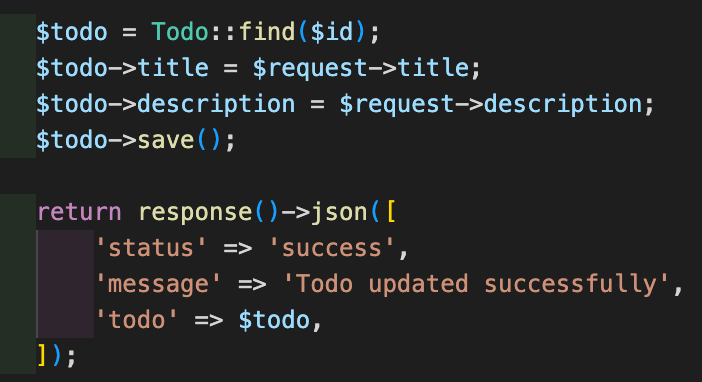 $todo = Todo::find($id);
$todo->title = $request->title;
$todo->description = $request->description;
$todo->save();

return response()->json([
    'status' => 'success',
    'message' => 'Todo updated successfully',
    'todo' => $todo,
]);